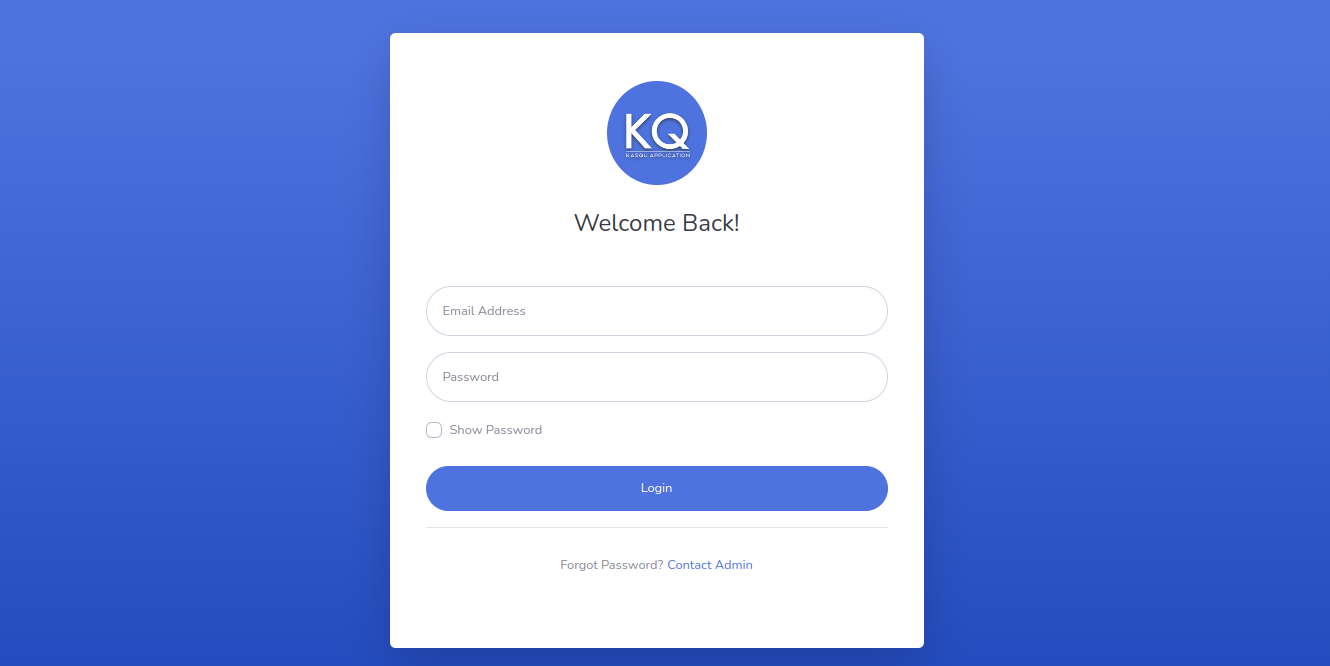 KQ
KASQU APPLICATION
Welcome Back!
Email Address
Password
Show Password
Login
Forgot Password? Contact Admin